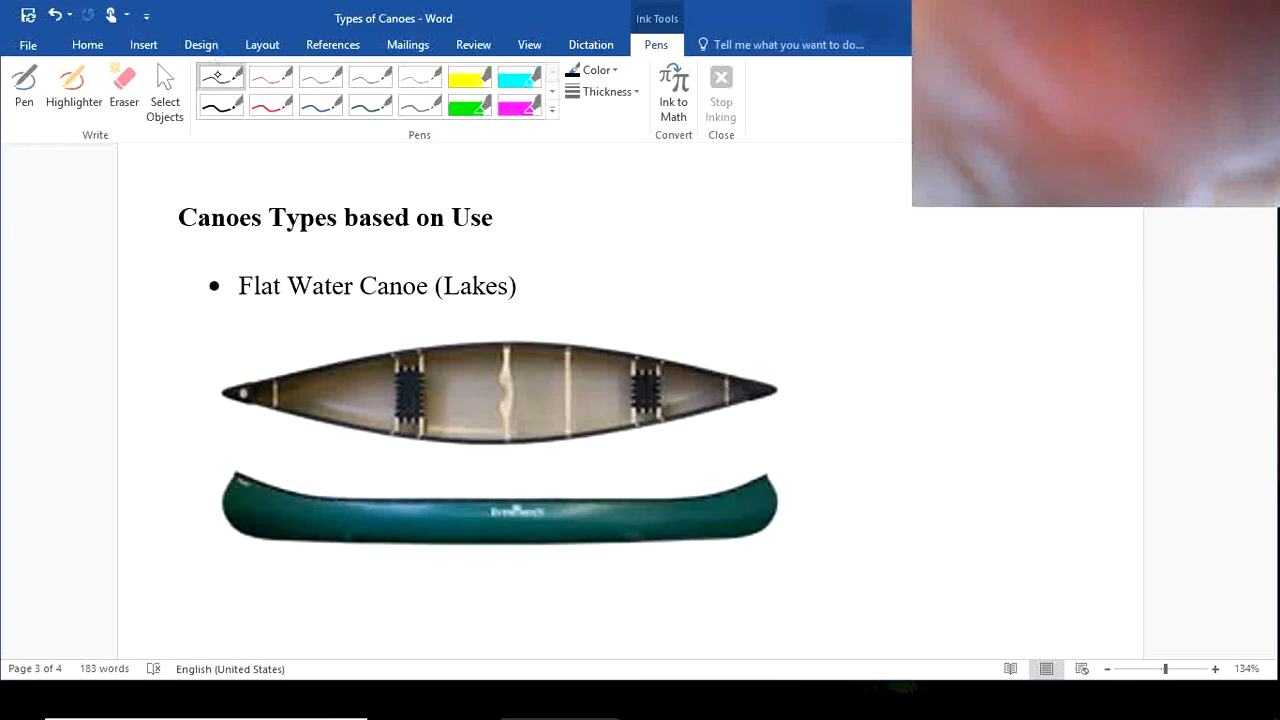 Types of Canoes - Word
Ink Tools
File Home Insert Design Layout References Mailings Review View Dictation Pens Tell me what you want to do...
Pen Highlighter Eraser Select Objects
Color
Thickness
Ink to Math
Stop Inking
Write Pens Convert Close
Canoes Types based on Use
• Flat Water Canoe (Lakes)
Page 3 of 4 183 words English (United States) 134%